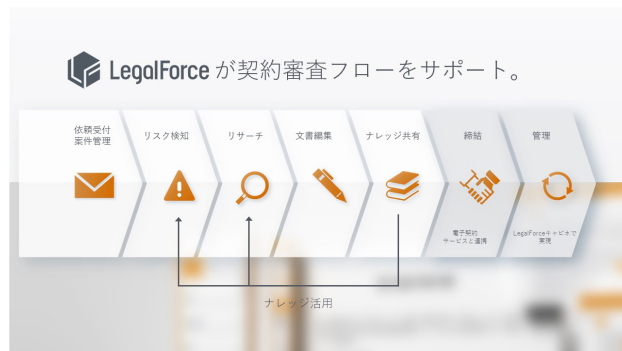 LegalForce が契約審査フローをサポート。
依頼受付
案件管理
リスク検知
リサーチ
文書編集
ナレッジ共有
締結
管理
電子契約
サービスと連携
LegalForceキャビネで
実現
ナレッジ活用